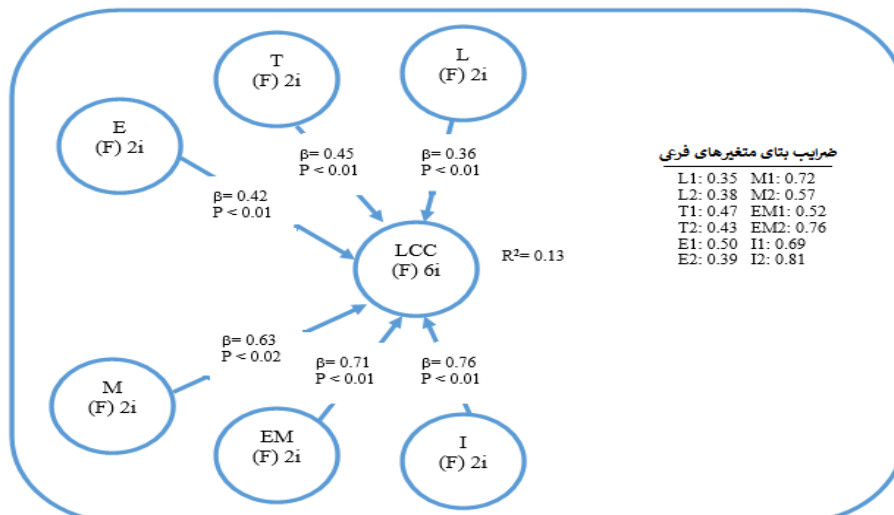 T
(F) 2i
L
(F) 2i
E
(F) 2i
β= 0.45
P < 0.01
β= 0.36
P < 0.01
β= 0.42
P < 0.01
LCC
(F) 6i
R²= 0.13
β= 0.63
P < 0.02
β= 0.71
P < 0.01
β= 0.76
P < 0.01
M
(F) 2i
EM
(F) 2i
I
(F) 2i
ضرایب بتای متغیرهای فرعی
L1: 0.35 M1: 0.72
L2: 0.38 M2: 0.57
T1: 0.47 EM1: 0.52
T2: 0.43 EM2: 0.76
E1: 0.50 I1: 0.69
E2: 0.39 I2: 0.81